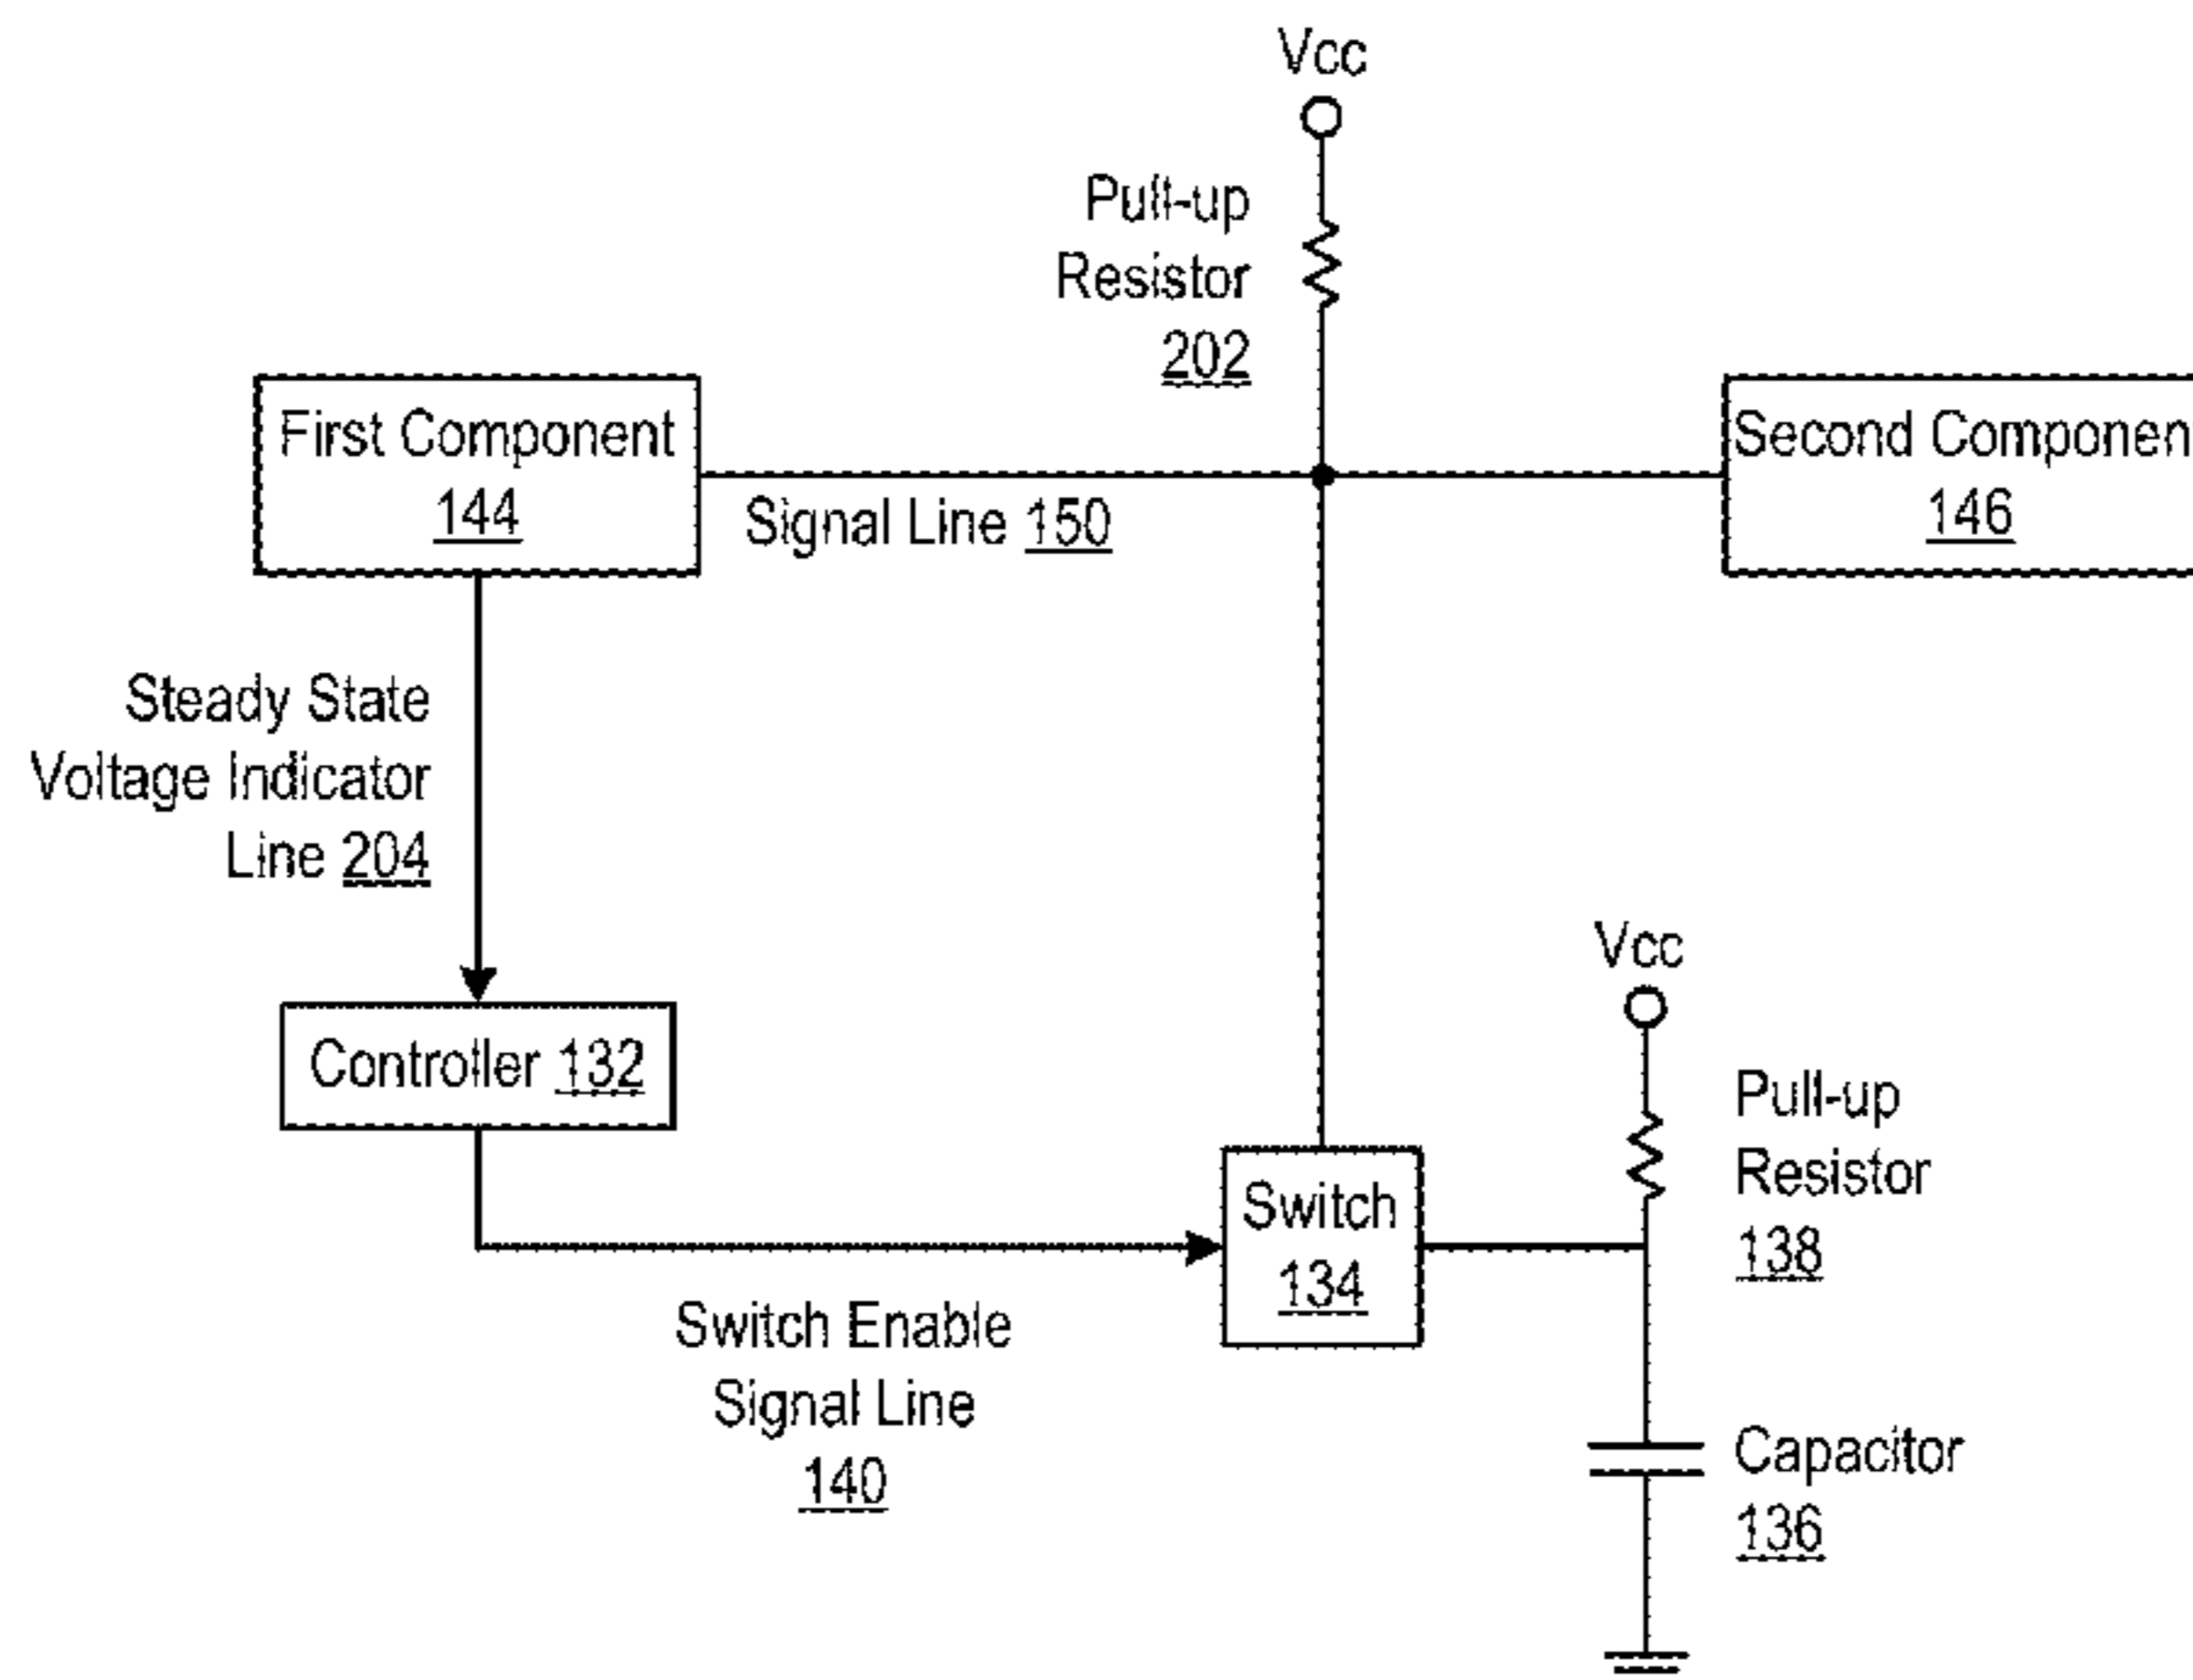 Vcc
Pull-up
Resistor
202
First Component
144
Signal Line 150
Second Componen
146
Steady State
Voltage Indicator
Line 204
Controller 132
Vcc
Pull-up
Resistor
138
Switch
134
Switch Enable
Signal Line
140
Capacitor
136